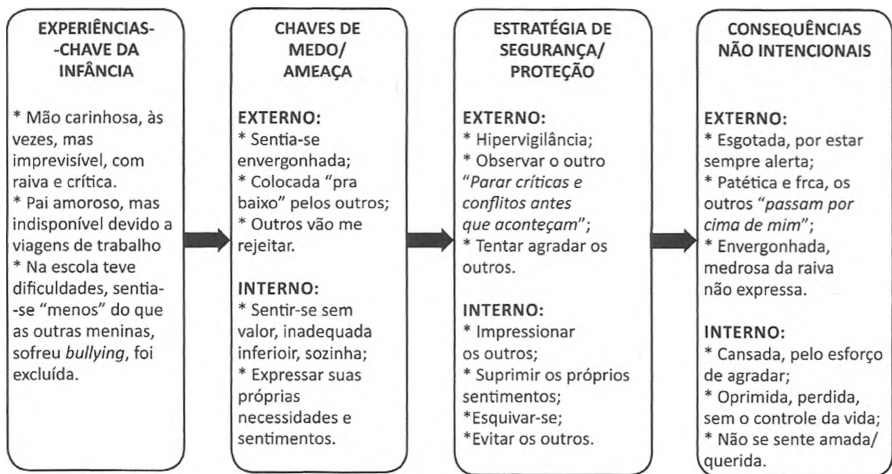 EXPERIÊNCIAS-
-CHAVE DA
INFÂNCIA
* Mão carinhosa, às
vezes, mas
imprevisível, com
raiva e crítica.
* Pai amoroso, mas
indisponível devido a
viagens de trabalho
* Na escola teve
dificuldades, sentia-
-se “menos” do que
as outras meninas,
sofreu bullying, foi
excluída.
CHAVES DE
MEDO/
AMEAÇA
EXTERNO:
* Sentia-se
envergonhada;
* Colocada “pra
baixo” pelos outros;
* Outros vão me
rejeitar.
INTERNO:
* Sentir-se sem
valor, inadequada
inferioir, sozinha;
* Expressar suas
próprias
necessidades e
sentimentos.
ESTRATÉGIA DE
SEGURANÇA/
PROTEÇÃO
EXTERNO:
* Hipervigilância;
* Observar o outro
“Parar críticas e
conflitos antes
que aconteçam”;
* Tentar agradar os
outros.
INTERNO:
* Impressionar
os outros;
* Suprimir os próprios
sentimentos;
*Esquivar-se;
*Evitar os outros.
CONSEQUÊNCIAS
NÃO INTENCIONAIS
EXTERNO:
* Esgotada, por estar
sempre alerta;
* Patética e frca, os
outros “passam por
cima de mim”;
* Envergonhada,
medrosa da raiva
não expressa.
INTERNO:
* Cansada, pelo esforço
de agradar;
* Oprimida, perdida,
sem o controle da vida;
* Não se sente amada/
querida.